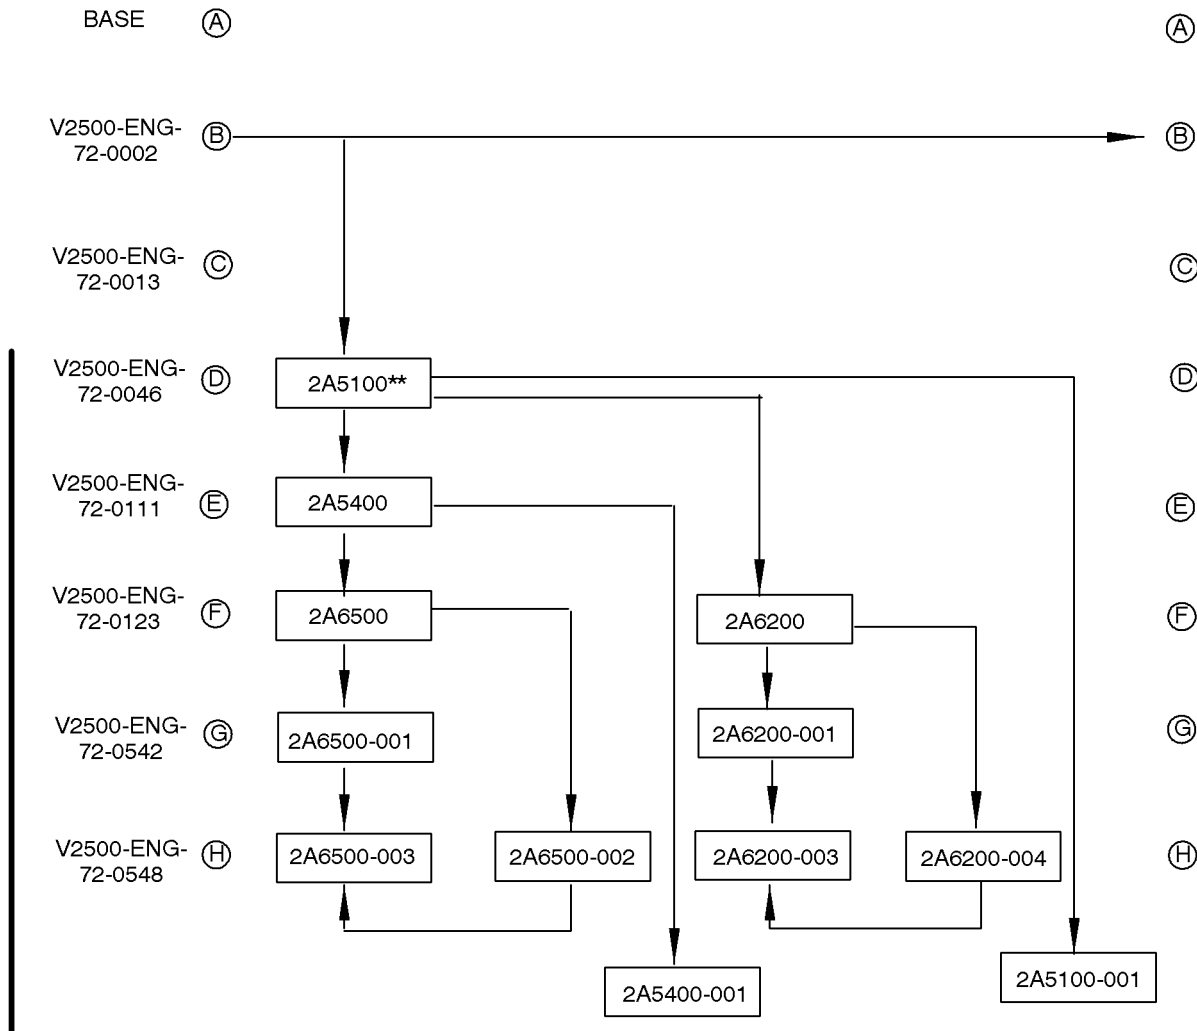 BASE Ⓐ Ⓐ
V2500-ENG-
72-0002 Ⓑ Ⓑ
V2500-ENG-
72-0013 Ⓒ Ⓒ
V2500-ENG-
72-0046 Ⓓ 2A5100** Ⓓ
V2500-ENG-
72-0111 Ⓔ 2A5400 Ⓔ
V2500-ENG-
72-0123 Ⓕ 2A6500 2A6200 Ⓕ
V2500-ENG-
72-0542 Ⓖ 2A6500-001 2A6200-001 Ⓖ
V2500-ENG-
72-0548 Ⓗ 2A6500-003 2A6500-002 2A6200-003 2A6200-004 Ⓗ
2A5400-001 2A5100-001